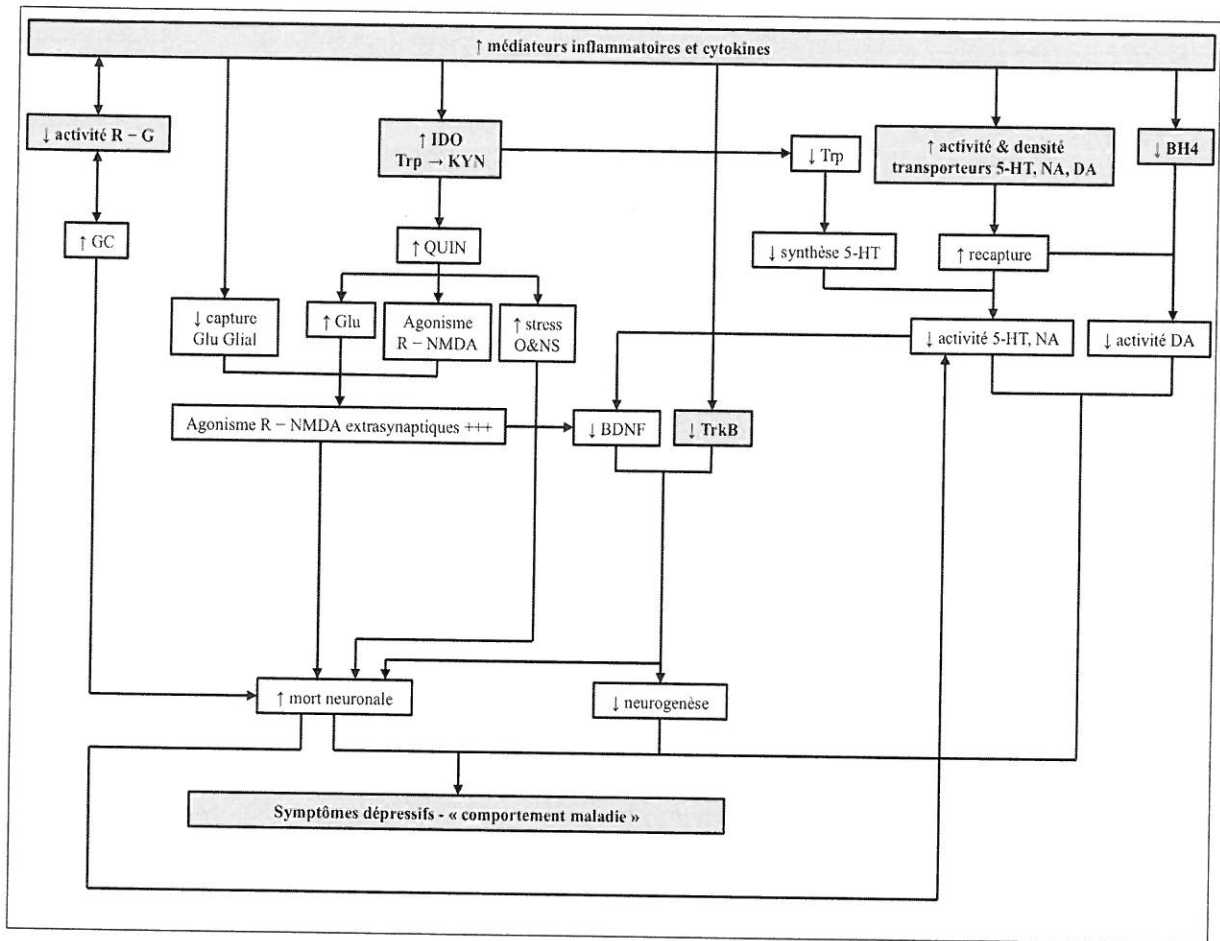 ↑ médiateurs inflammatoires et cytokines
↓ activité R − G
↑ IDO
Trp → KYN
↓ Trp
↑ activité & densité
transporteurs 5-HT, NA, DA
↓ BH4
↑ GC
↑ QUIN
↓ synthèse 5-HT
↑ recapture
↓ capture
Glu Glial
↑ Glu
Agonisme
R − NMDA
↑ stress
O&NS
↓ activité 5-HT, NA
↓ activité DA
Agonisme R − NMDA extrasynaptiques +++
↓ BDNF
↓ TrkB
↑ mort neuronale
↓ neurogenèse
Symptômes dépressifs - « comportement maladie »